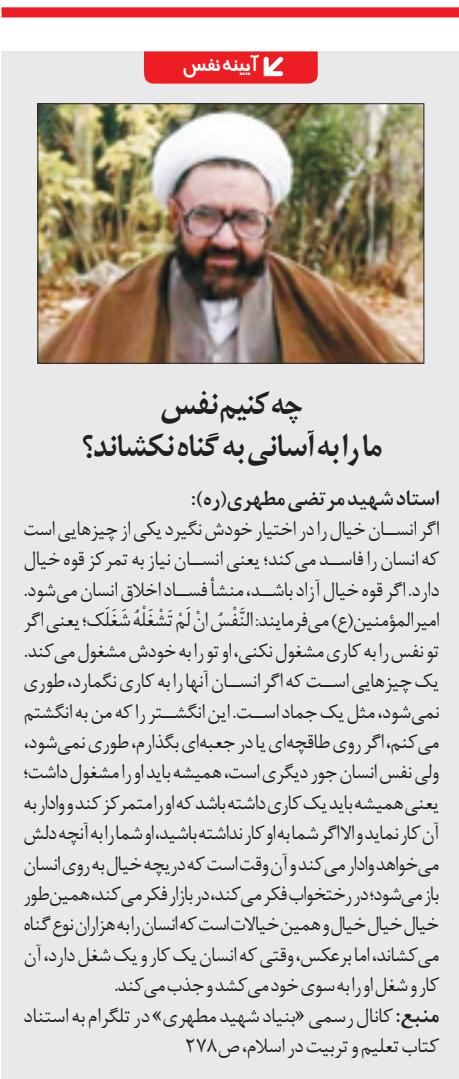 آیینه نفس
چه کنیم نفس
ما را به آسانی به گناه نکشاند؟
استاد شهید مرتضی مطهری(ره):
اگر انسان خیال را در اختیار خودش نگیرد یکی از چیزهایی است
که انسان را فاسد می‌کند؛ یعنی انسان نیاز به تمرکز قوه خیال
دارد. اگر قوه خیال آزاد باشد، منشأ فساد اخلاق انسان می‌شود.
امیرالمؤمنین(ع) می‌فرمایند: النَّفْسُ انْ لَمْ تَشْغَلْهُ شَغَلَک؛ یعنی اگر
تو نفس را به کاری مشغول نکنی، او تو را به خودش مشغول می‌کند.
یک چیزهایی است که اگر انسان آنها را به کاری نگمارد، طوری
نمی‌شود، مثل یک جماد است. این انگشتر را که من به انگشتم
می‌کنم، اگر روی طاقچه‌ای یا در جعبه‌ای بگذارم، طوری نمی‌شود،
ولی نفس انسان جور دیگری است، همیشه باید او را مشغول داشت؛
یعنی همیشه باید یک کاری داشته باشد که او را متمرکز کند و وادار به
آن کار نماید و الا اگر شما به او کار نداشته باشید، او شما را به آنچه دلش
می‌خواهد وادار می‌کند و آن وقت است که دریچه خیال به روی انسان
باز می‌شود؛ در رختخواب فکر می‌کند، در بازار فکر می‌کند، همین‌طور
خیال خیال خیال و همین خیالات است که انسان را به هزاران نوع گناه
می‌کشاند، اما برعکس، وقتی که انسان یک کار و یک شغل دارد، آن
کار و شغل او را به سوی خود می‌کشد و جذب می‌کند.
منبع: کانال رسمی «بنیاد شهید مطهری» در تلگرام به استناد
کتاب تعلیم و تربیت در اسلام، ص۲۷۸